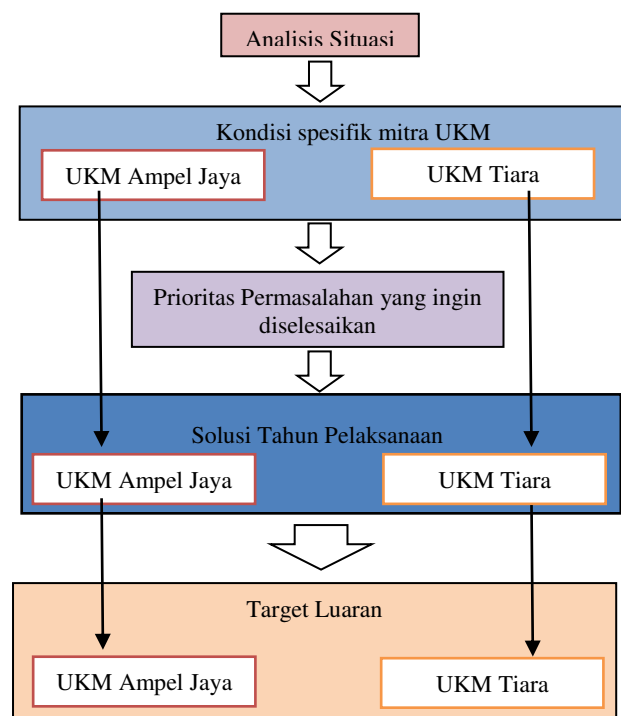 Analisis Situasi
Kondisi spesifik mitra UKM
UKM Ampel Jaya
UKM Tiara
Prioritas Permasalahan yang ingin
diselesaikan
Solusi Tahun Pelaksanaan
UKM Ampel Jaya
UKM Tiara
Target Luaran
UKM Ampel Jaya
UKM Tiara